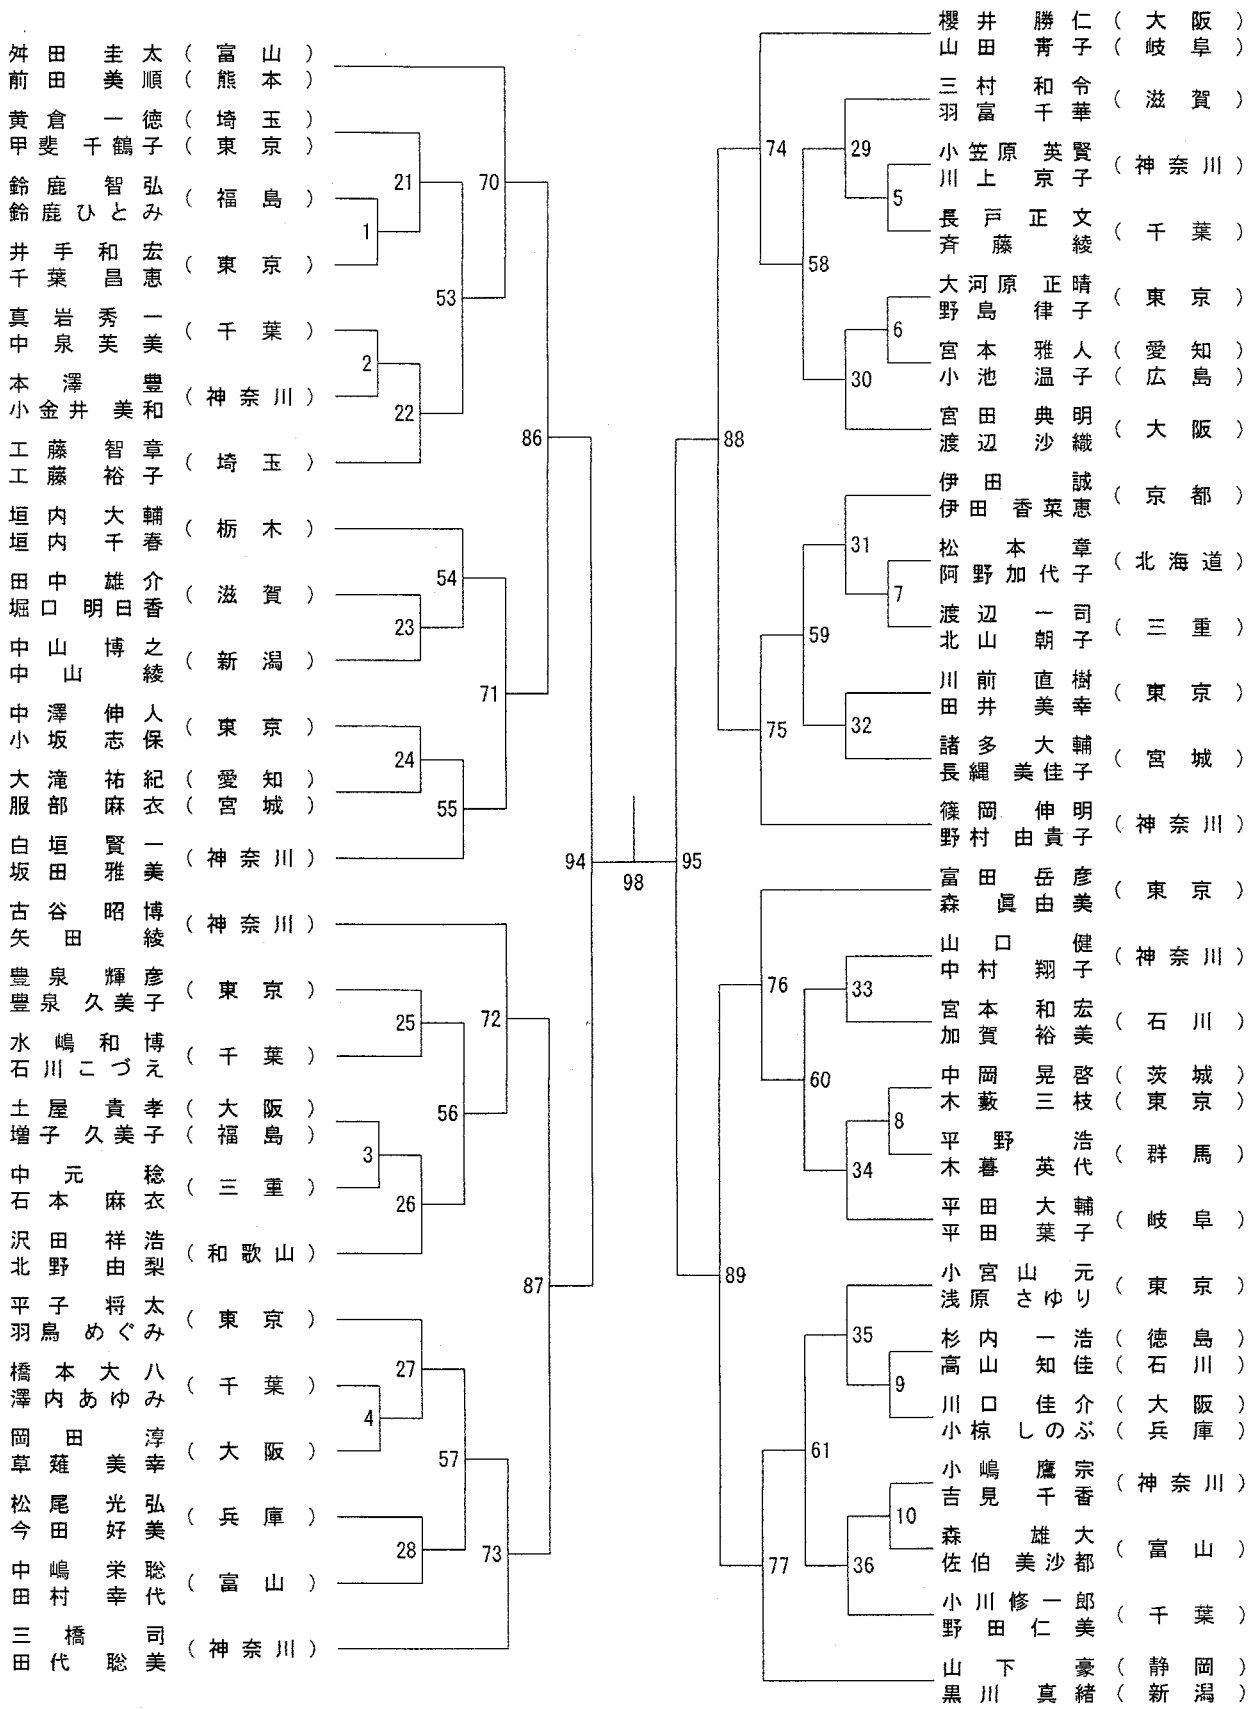 舛田 圭太 (富山)
前田 美順 (熊本)
黄倉 一徳 (埼玉)
甲斐 千鶴子 (東京)
鈴鹿 智弘
鈴鹿ひとみ (福島)
井手 和宏
千葉 昌恵 (東京)
真岩 秀一
中泉 芙美 (千葉)
本澤 豊
小金井 美和 (神奈川)
工藤 智章
工藤 裕子 (埼玉)
垣内 大輔
垣内 千春 (栃木)
田中 雄介
堀口 明日香 (滋賀)
中山 博之
中山 綾 (新潟)
中澤 伸人
小坂 志保 (東京)
大滝 祐紀 (愛知)
服部 麻衣 (宮城)
白垣 賢一
坂田 雅美 (神奈川)
古谷 昭博
矢田 綾 (神奈川)
豊泉 輝彦
豊泉 久美子 (東京)
水嶋 和博
石川こづえ (千葉)
土屋 貴孝 (大阪)
増子 久美子 (福島)
中元 稔
石本 麻衣 (三重)
沢田 祥浩
北野 由梨 (和歌山)
平子 将太
羽鳥 めぐみ (東京)
橋本 大八
澤内あゆみ (千葉)
岡田 淳
草薙 美幸 (大阪)
松尾 光弘
今田 好美 (兵庫)
中嶋 栄聡
田村 幸代 (富山)
三橋 司
田代 聡美 (神奈川)
1
2
3
4
21
22
23
24
25
26
27
28
53
54
55
56
57
70
71
72
73
86
87
94
98
95
88
89
74
75
76
77
58
59
60
61
29
30
31
32
33
34
35
36
5
6
7
8
9
10
櫻井 勝仁 (大阪)
山田 青子 (岐阜)
三村 和令
羽富 千華 (滋賀)
小笠原 英賢
川上 京子 (神奈川)
長戸 正文
斉藤 綾 (千葉)
大河原 正晴
野島 律子 (東京)
宮本 雅人 (愛知)
小池 温子 (広島)
宮田 典明
渡辺 沙織 (大阪)
伊田 誠
伊田 香菜恵 (京都)
松本 章
阿野加代子 (北海道)
渡辺 一司
北山 朝子 (三重)
川前 直樹
田井 美幸 (東京)
諸多 大輔
長縄 美佳子 (宮城)
篠岡 伸明
野村 由貴子 (神奈川)
富田 岳彦
森 眞由美 (東京)
山口 健
中村 翔子 (神奈川)
宮本 和宏
加賀 裕美 (石川)
中岡 晃啓 (茨城)
木藪 三枝 (東京)
平野 浩
木暮 英代 (群馬)
平田 大輔
平田 葉子 (岐阜)
小宮山 元
浅原 さゆり (東京)
杉内 一浩 (徳島)
高山 知佳 (石川)
川口 佳介 (大阪)
小椋 しのぶ (兵庫)
小嶋 鷹宗
吉見 千香 (神奈川)
森 雄大
佐伯 美沙都 (富山)
小川修一郎
野田 仁美 (千葉)
山下 豪 (静岡)
黒川 真緒 (新潟)